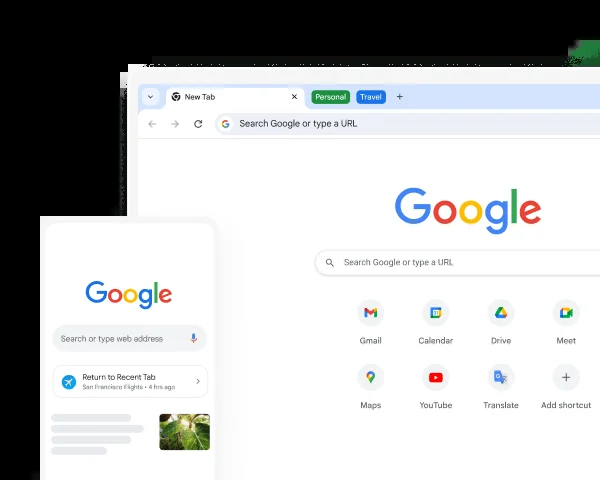 New Tab
Personal
Travel
Search Google or type a URL
Google
Search Google or type a URL
Gmail Calendar Drive Meet
Maps YouTube Translate Add shortcut
Google
Search or type web address
Return to Recent Tab
San Francisco Flights • 4 hrs ago